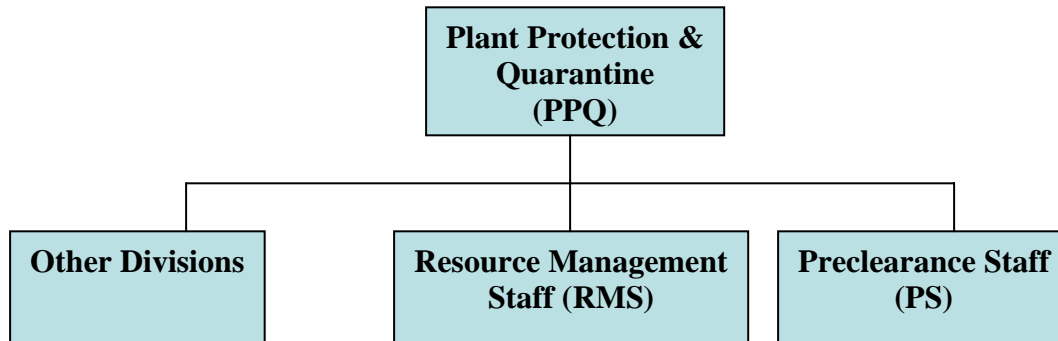 Plant Protection &
Quarantine
(PPQ)
Other Divisions
Resource Management
Staff (RMS)
Preclearance Staff
(PS)